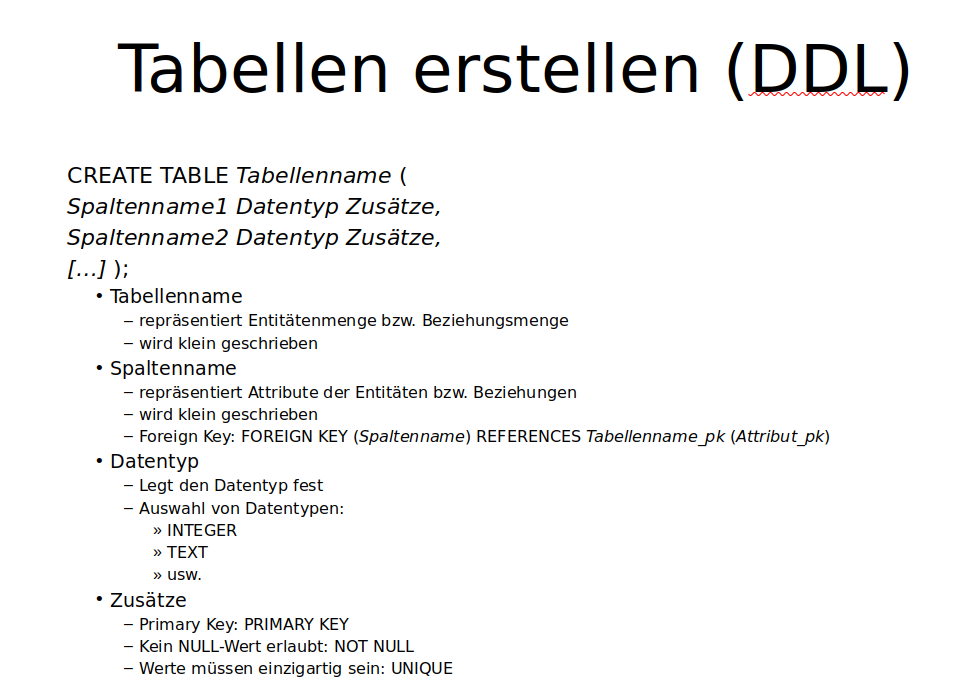 Tabellen erstellen (DDL)
CREATE TABLE Tabellenname (
Spaltenname1 Datentyp Zusätze,
Spaltenname2 Datentyp Zusätze,
[...] );
• Tabellenname
– repräsentiert Entitätenmenge bzw. Beziehungsmenge
– wird klein geschrieben
• Spaltenname
– repräsentiert Attribute der Entitäten bzw. Beziehungen
– wird klein geschrieben
– Foreign Key: FOREIGN KEY (Spaltenname) REFERENCES Tabellenname_pk (Attribut_pk)
• Datentyp
– Legt den Datentyp fest
– Auswahl von Datentypen:
» INTEGER
» TEXT
» usw.
• Zusätze
– Primary Key: PRIMARY KEY
– Kein NULL-Wert erlaubt: NOT NULL
– Werte müssen einzigartig sein: UNIQUE